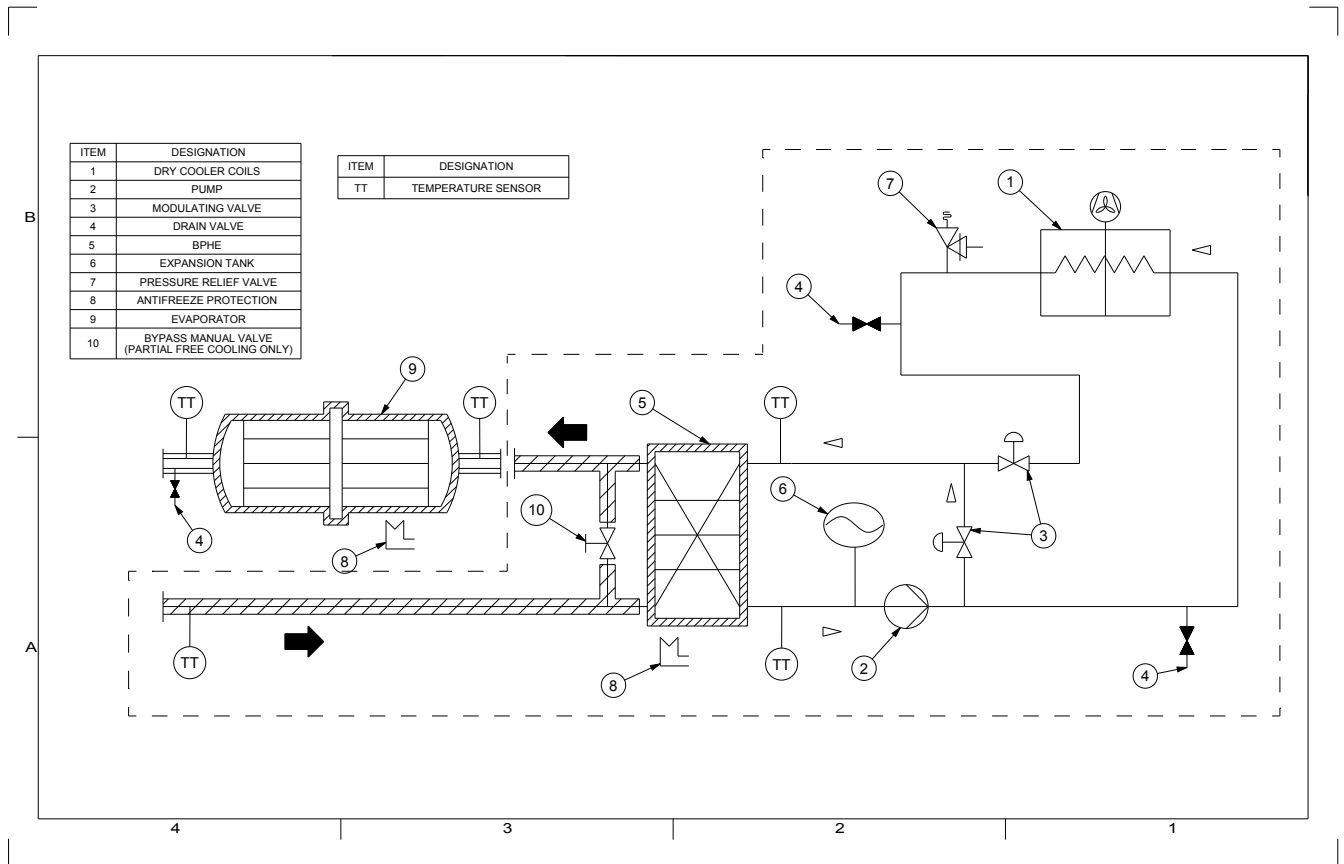 ITEM DESIGNATION
1 DRY COOLER COILS
2 PUMP
3 MODULATING VALVE
4 DRAIN VALVE
5 BPHE
6 EXPANSION TANK
7 PRESSURE RELIEF VALVE
8 ANTIFREEZE PROTECTION
9 EVAPORATOR
10 BYPASS MANUAL VALVE
(PARTIAL FREE COOLING ONLY)
ITEM DESIGNATION
TT TEMPERATURE SENSOR
B
7
1
4
9
TT
TT
5
TT
6
10
3
4
8
A
TT
8
TT
2
4
4
3
2
1